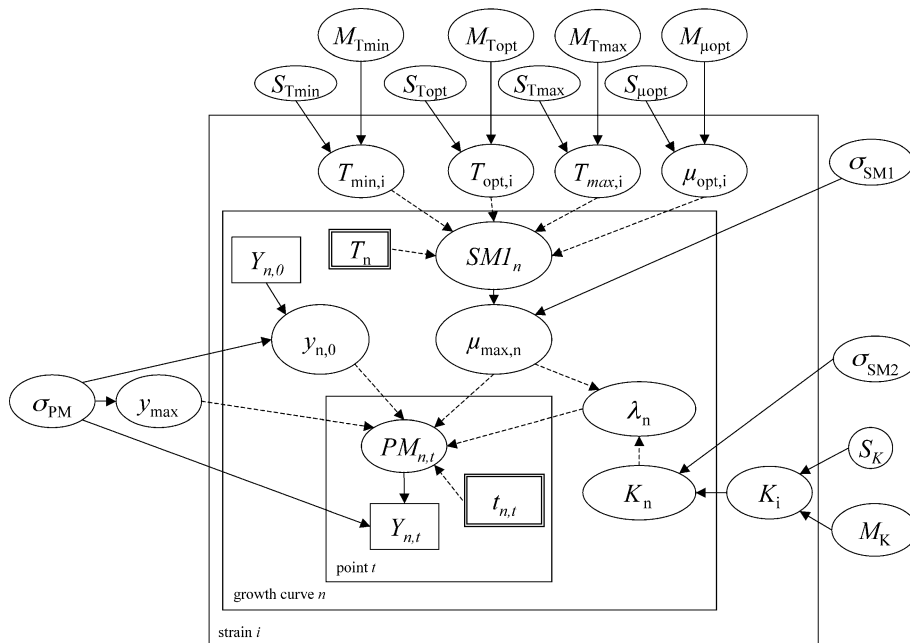 M_Tmin M_Topt M_Tmax M_μopt
S_Tmin S_Topt S_Tmax S_μopt
T_min,i T_opt,i T_max,i μ_opt,i σ_SM1
T_n SM1_n
Y_n,0
y_n,0 μ_max,n
σ_SM2
σ_PM y_max λ_n
PM_n,t S_K
t_n,t K_n K_i
Y_n,t M_K
point t
growth curve n
strain i